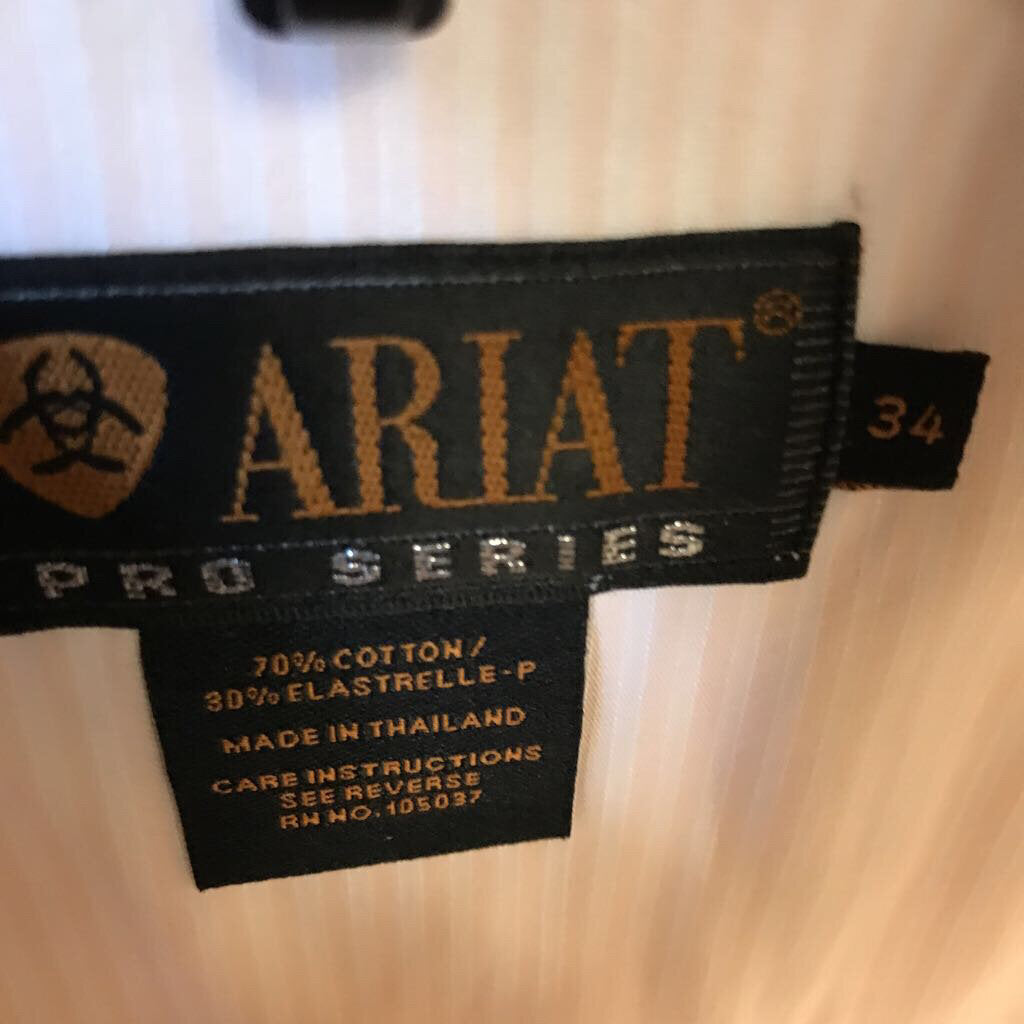 ARIAT®
34
PRO SERIES
70% COTTON/
30% ELASTRELLE-P
MADE IN THAILAND
CARE INSTRUCTIONS
SEE REVERSE
RN NO. 105037